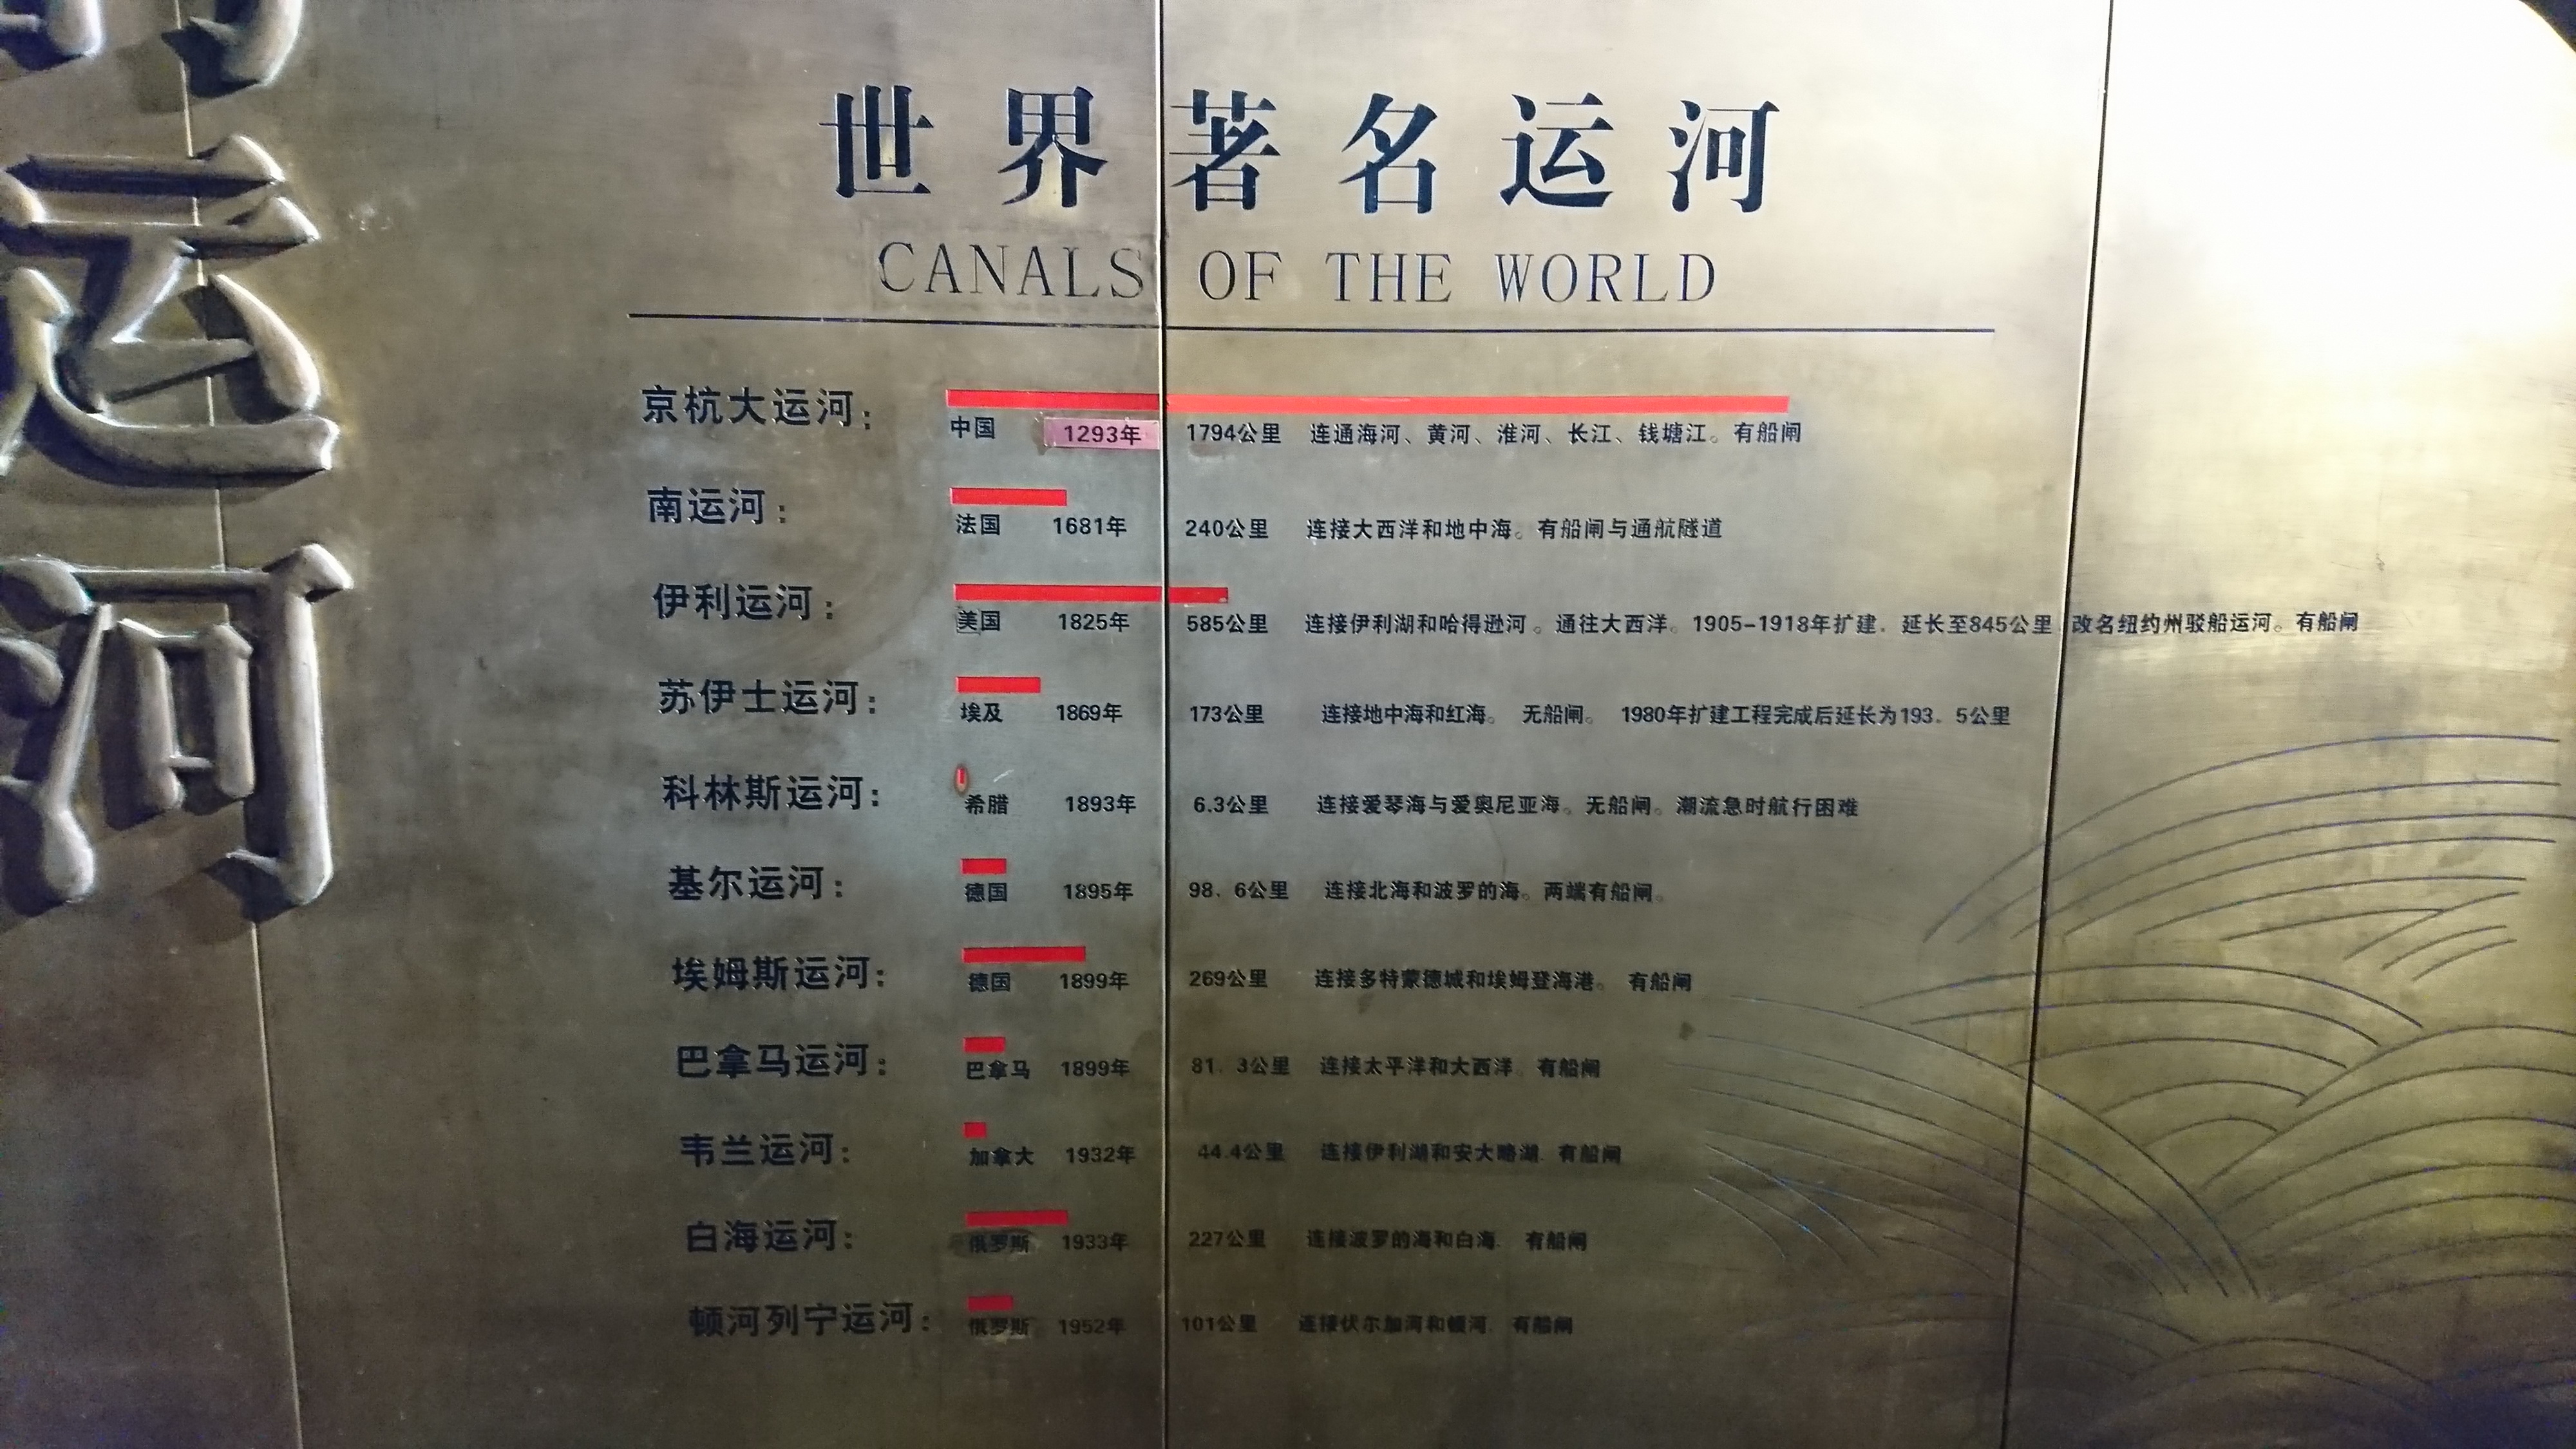 运河
世界著名运河
CANALS OF THE WORLD
京杭大运河:
中国 1293年 1794公里 连通海河、黄河、淮河、长江、钱塘江。有船闸
南运河:
法国 1681年 240公里 连接大西洋和地中海。有船闸与通航隧道
伊利运河:
美国 1825年 585公里 连接伊利湖和哈得逊河。通往大西洋。1905-1918年扩建.延长至845公里 改名纽约州驳船运河。有船闸
苏伊士运河:
埃及 1869年 173公里 连接地中海和红海。 无船闸。 1980年扩建工程完成后延长为193.5公里
科林斯运河:
希腊 1893年 6.3公里 连接爱琴海与爱奥尼亚海。无船闸。潮流急时航行困难
基尔运河:
德国 1895年 98.6公里 连接北海和波罗的海。两端有船闸。
埃姆斯运河:
德国 1899年 269公里 连接多特蒙德城和埃姆登海港。 有船闸
巴拿马运河:
巴拿马 1899年 81.3公里 连接太平洋和大西洋。有船闸
韦兰运河:
加拿大 1932年 44.4公里 连接伊利湖和安大略湖.有船闸
白海运河:
俄罗斯 1933年 227公里 连接波罗的海和白海. 有船闸
顿河列宁运河:
俄罗斯 1952年 101公里 连接伏尔加河和顿河. 有船闸